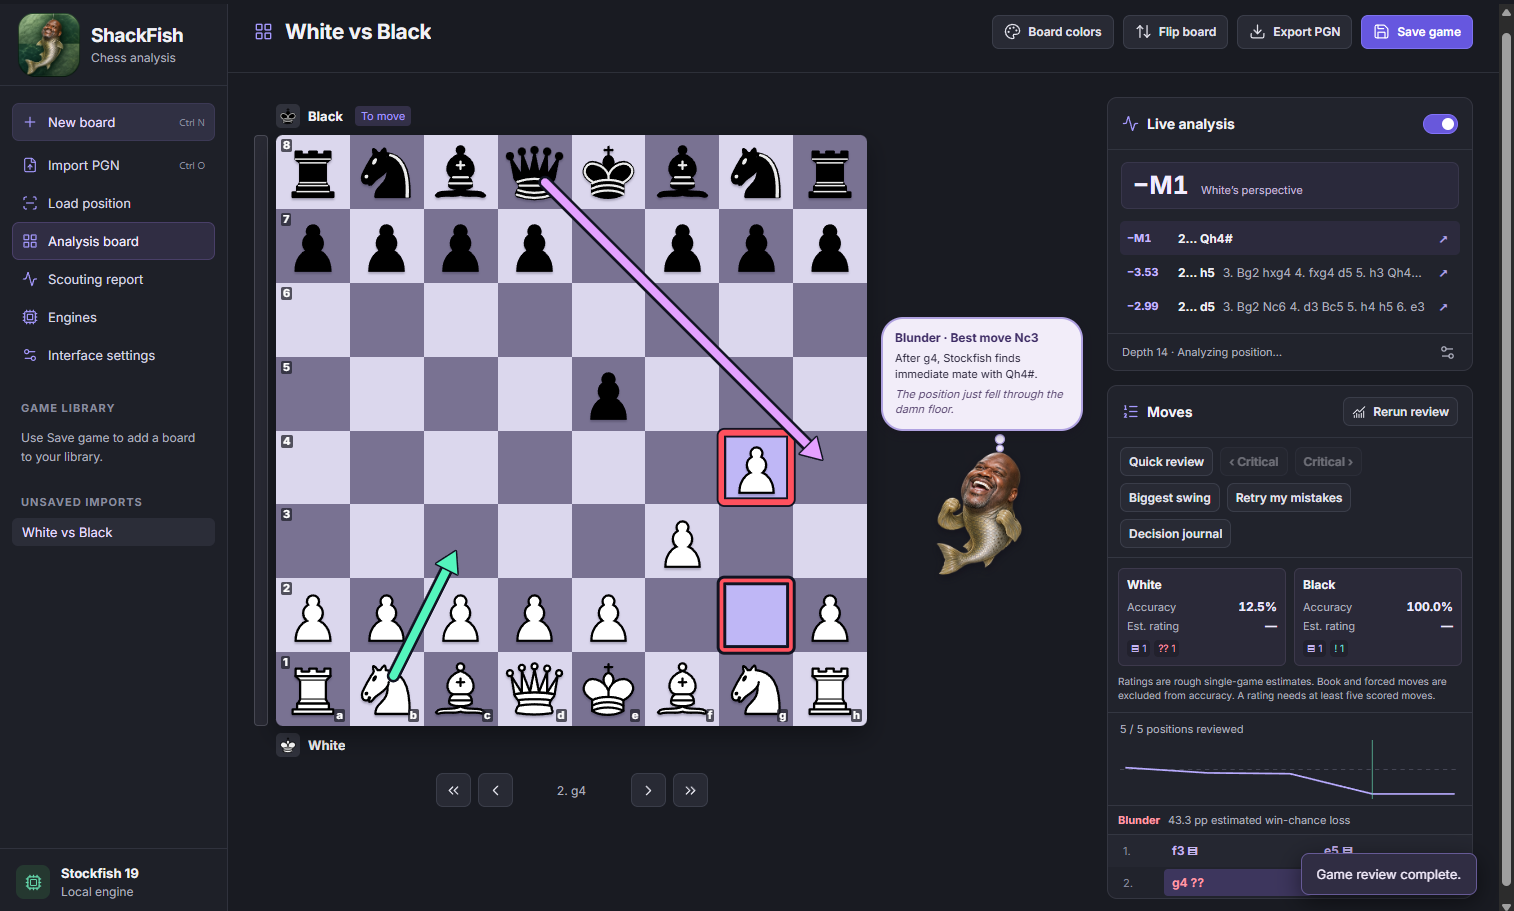 ShackFish
Chess analysis
New board Ctrl N
Import PGN Ctrl O
Load position
Analysis board
Scouting report
Engines
Interface settings
GAME LIBRARY
Use Save game to add a board
to your library.
UNSAVED IMPORTS
White vs Black
Stockfish 19
Local engine
White vs Black
Board colors
Flip board
Export PGN
Save game
Black To move
8
7
6
5
4
3
2
1
a b c d e f g h
White
2. g4
Blunder · Best move Nc3
After g4, Stockfish finds
immediate mate with Qh4#.
The position just fell through the
damn floor.
Live analysis
−M1 White's perspective
−M1 2... Qh4# ↗
−3.53 2... h5 3. Bg2 hxg4 4. fxg4 d5 5. h3 Qh4... ↗
−2.99 2... d5 3. Bg2 Nc6 4. d3 Bc5 5. h4 h5 6. e3 ↗
Depth 14 · Analyzing position...
Moves
Rerun review
Quick review ‹ Critical Critical ›
Biggest swing Retry my mistakes
Decision journal
White
Accuracy 12.5%
Est. rating —
1 ?? 1
Black
Accuracy 100.0%
Est. rating —
1 ! 1
Ratings are rough single-game estimates. Book and forced moves are
excluded from accuracy. A rating needs at least five scored moves.
5 / 5 positions reviewed
Blunder 43.3 pp estimated win-chance loss
1. f3 e5
2. g4 ??
Game review complete.